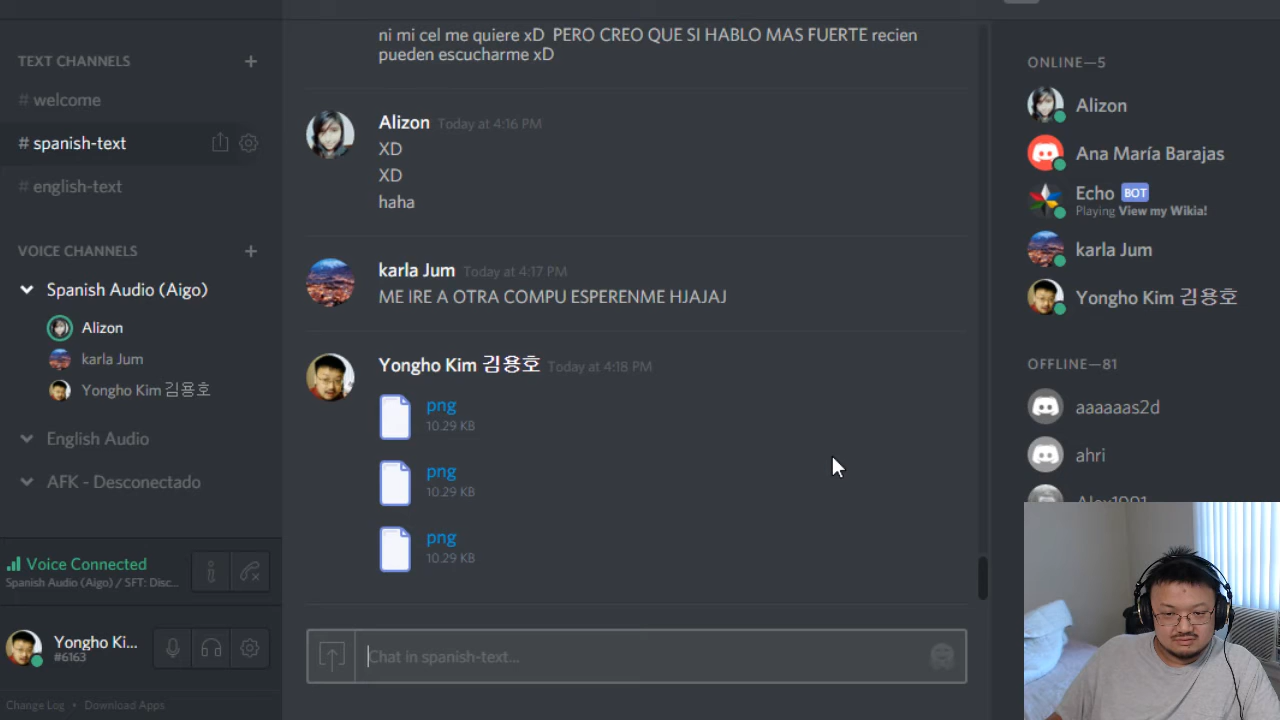 TEXT CHANNELS
# welcome
# spanish-text
# english-text
VOICE CHANNELS
Spanish Audio (Aigo)
Alizon
karla Jum
Yongho Kim 김용호
English Audio
AFK - Desconectado
Voice Connected
Spanish Audio (Aigo) / SFT: Disc...
Yongho Ki...
#6163
Change Log • Download Apps
ni mi cel me quiere xD PERO CREO QUE SI HABLO MAS FUERTE recien
pueden escucharme xD
Alizon Today at 4:16 PM
XD
XD
haha
karla Jum Today at 4:17 PM
ME IRE A OTRA COMPU ESPERENME HJAJAJ
Yongho Kim 김용호 Today at 4:18 PM
png
10.29 KB
png
10.29 KB
png
10.29 KB
Chat in spanish-text...
ONLINE—5
Alizon
Ana María Barajas
Echo BOT
Playing View my Wikia!
karla Jum
Yongho Kim 김용호
OFFLINE—81
aaaaaas2d
ahri